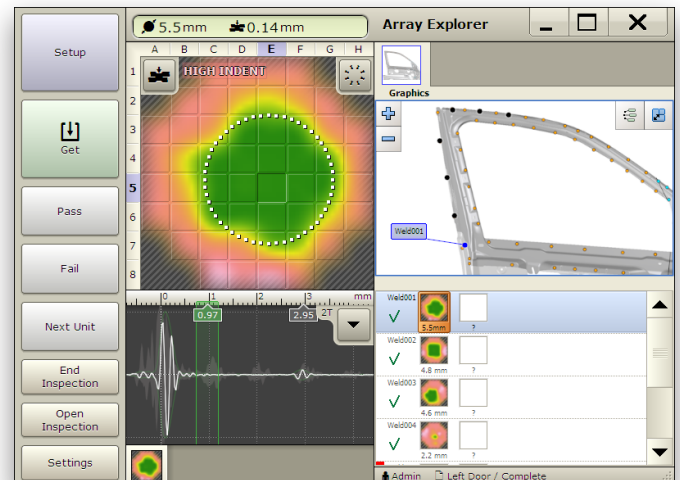 Setup
Get
Pass
Fail
Next Unit
End
Inspection
Open
Inspection
Settings
5.5mm 0.14mm
A B C D E F G H
1
2
3
4
5
6
7
8
HIGH INDENT
0 1 2 3 mm
0.97 2.95 2T
Array Explorer
Graphics
Weld001
Weld001
5.5mm ?
Weld002
4.8 mm ?
Weld003
4.6 mm ?
Weld004
2.2 mm ?
Admin Left Door / Complete